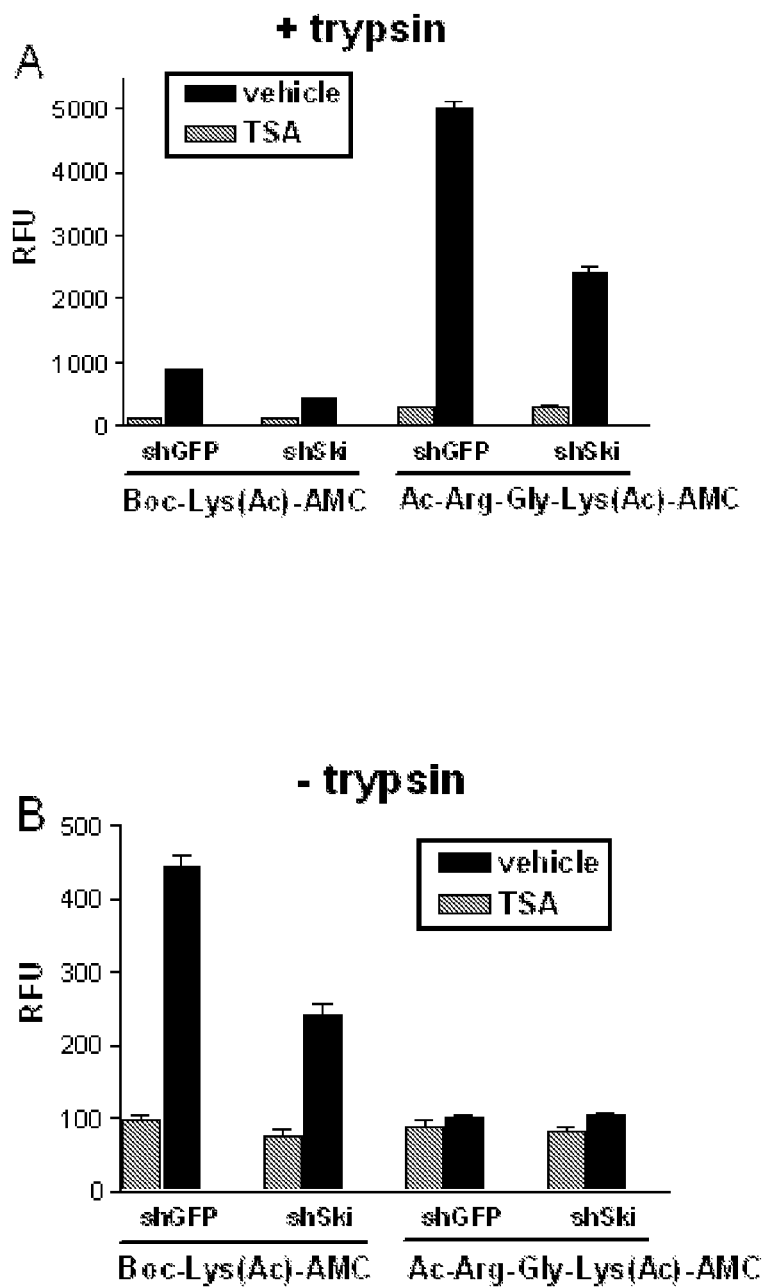 + trypsin
A
vehicle
TSA
5000
4000
3000
2000
1000
0
RFU
shGFP shSki shGFP shSki
Boc-Lys(Ac)-AMC Ac-Arg-Gly-Lys(Ac)-AMC
- trypsin
B
vehicle
TSA
500
400
300
200
100
0
RFU
shGFP shSki shGFP shSki
Boc-Lys(Ac)-AMC Ac-Arg-Gly-Lys(Ac)-AMC